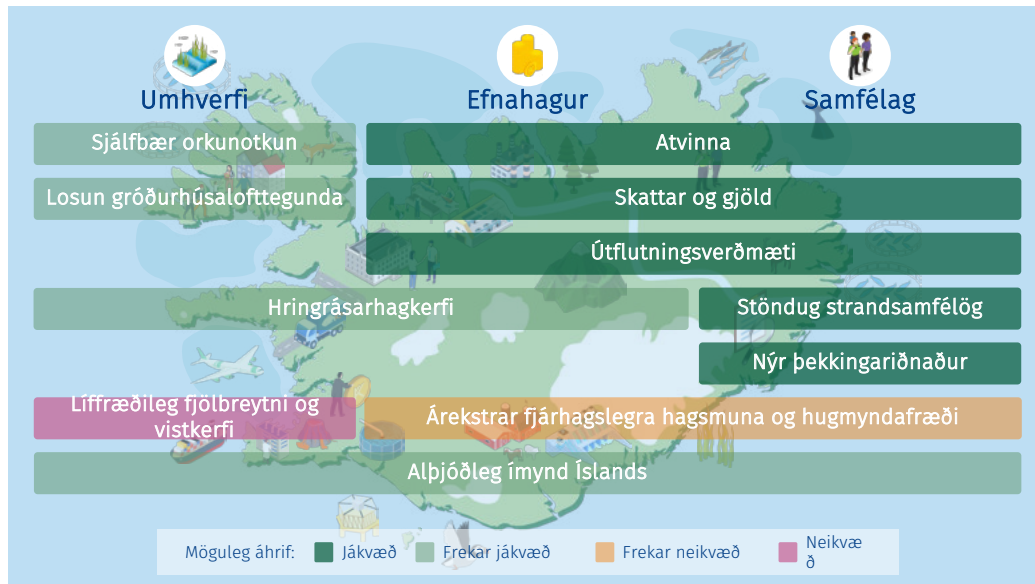 Umhverfi
Efnahagur
Samfélag
Sjálfbær orkunotkun
Atvinna
Losun gróðurhúsalofttegunda
Skattar og gjöld
Útflutningsverðmæti
Hringrásarhagkerfi
Stöndug strandsamfélög
Nýr þekkingariðnaður
Líffræðileg fjölbreytni og
vistkerfi
Árekstrar fjárhagslegra hagsmuna og hugmyndafræði
Alþjóðleg ímynd Íslands
Möguleg áhrif:
Jákvæð
Frekar jákvæð
Frekar neikvæð
Neikvæ
ð